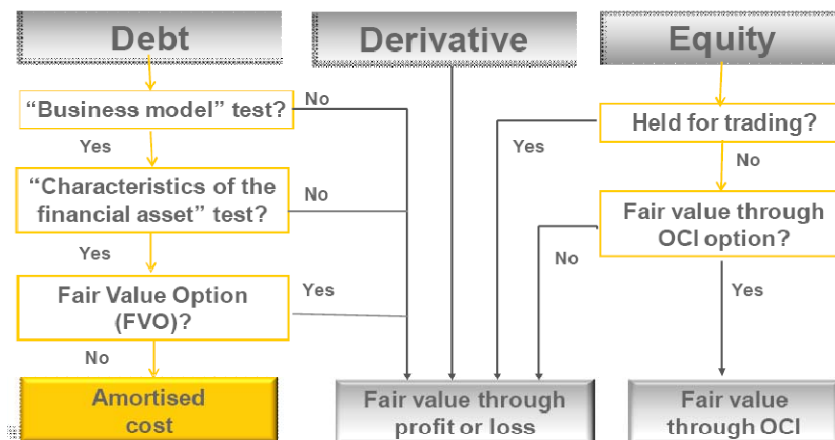 Debt
Derivative
Equity
“Business model” test?
No
Held for trading?
Yes
Yes
No
“Characteristics of the
financial asset” test?
No
Fair value through
OCI option?
Yes
No
Fair Value Option
(FVO)?
Yes
Yes
No
Amortised
cost
Fair value through
profit or loss
Fair value
through OCI